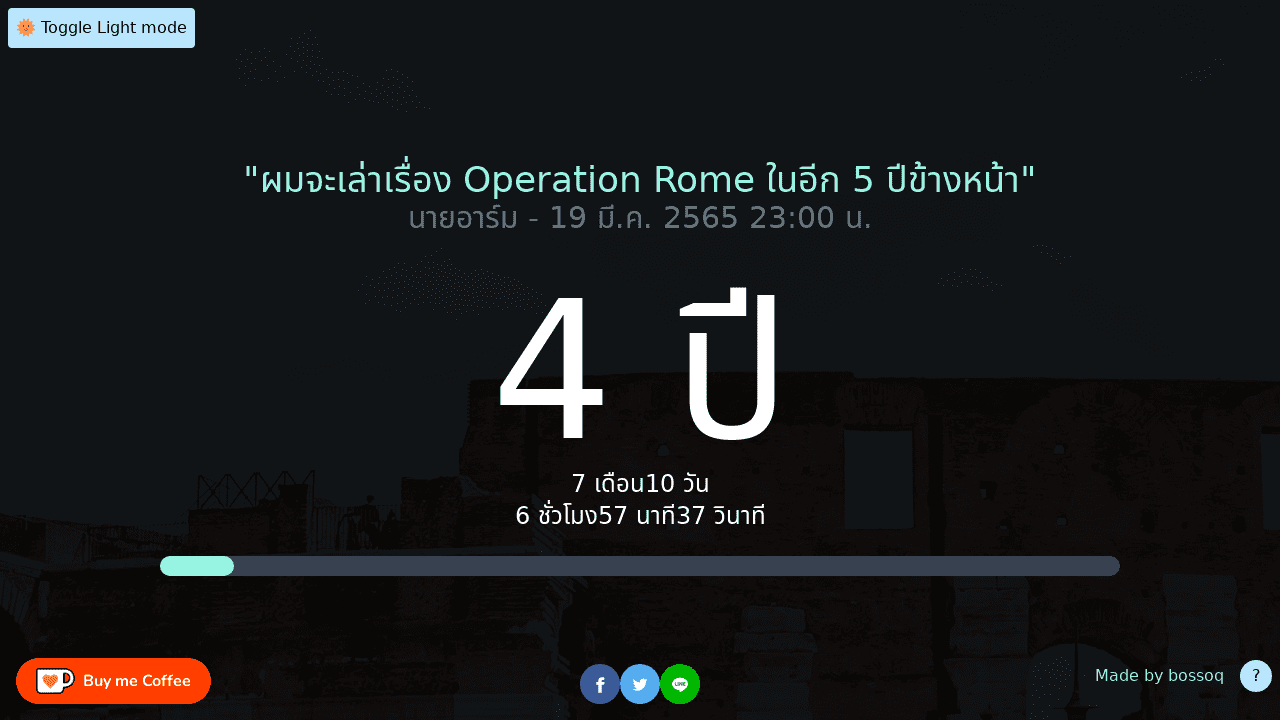 🌞 Toggle Light mode
"ผมจะเล่าเรื่อง Operation Rome ในอีก 5 ปีข้างหน้า"
นายอาร์ม - 19 มี.ค. 2565 23:00 น.
4 ปี
7 เดือน10 วัน
6 ชั่วโมง57 นาที37 วินาที
Buy me Coffee
f
LINE
Made by bossoq
?